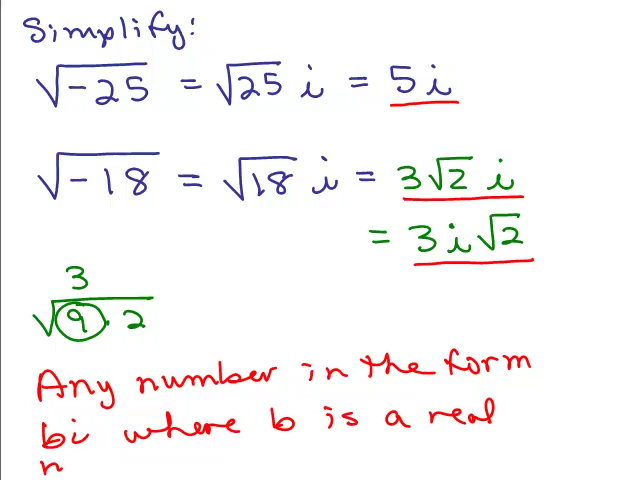 Simplify:
√-25 = √25 i = 5i
√-18 = √18 i = 3√2 i
= 3i√2
3
√9·2
Any number in the form
bi where b is a real
n